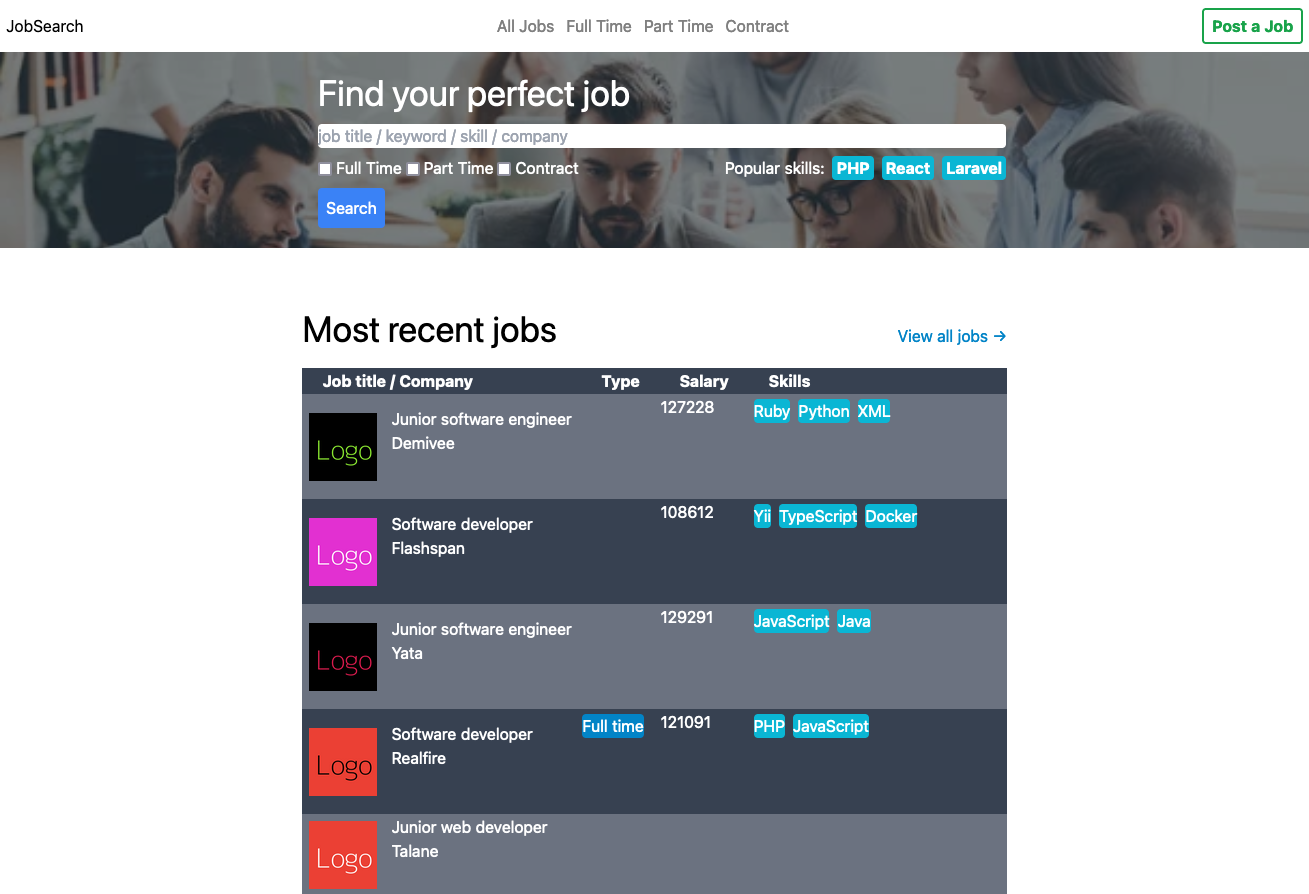 JobSearch All Jobs Full Time Part Time Contract Post a Job
Find your perfect job
job title / keyword / skill / company
Full Time Part Time Contract Popular skills: PHP React Laravel
Search
Most recent jobs View all jobs →
Job title / Company Type Salary Skills
Logo Junior software engineer 127228 Ruby Python XML
Demivee
Logo Software developer 108612 Yii TypeScript Docker
Flashspan
Logo Junior software engineer 129291 JavaScript Java
Yata
Logo Software developer Full time 121091 PHP JavaScript
Realfire
Logo Junior web developer
Talane